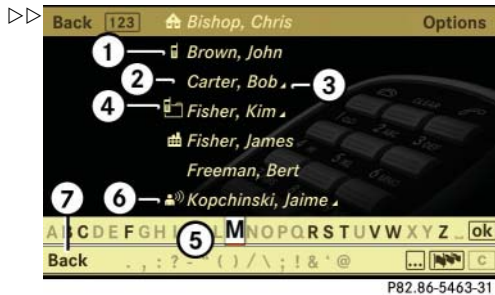 Back 123 Bishop, Chris Options
1 Brown, John
2 Carter, Bob 3
4 Fisher, Kim
Fisher, James
Freeman, Bert
7 6 Kopchinski, Jaime
A B C D E F G H 5 L M N O P Q R S T U V W X Y Z _ ok
Back . , : ? - " ( ) / \ ; ! & ' @ ... c
P82.86-5463-31